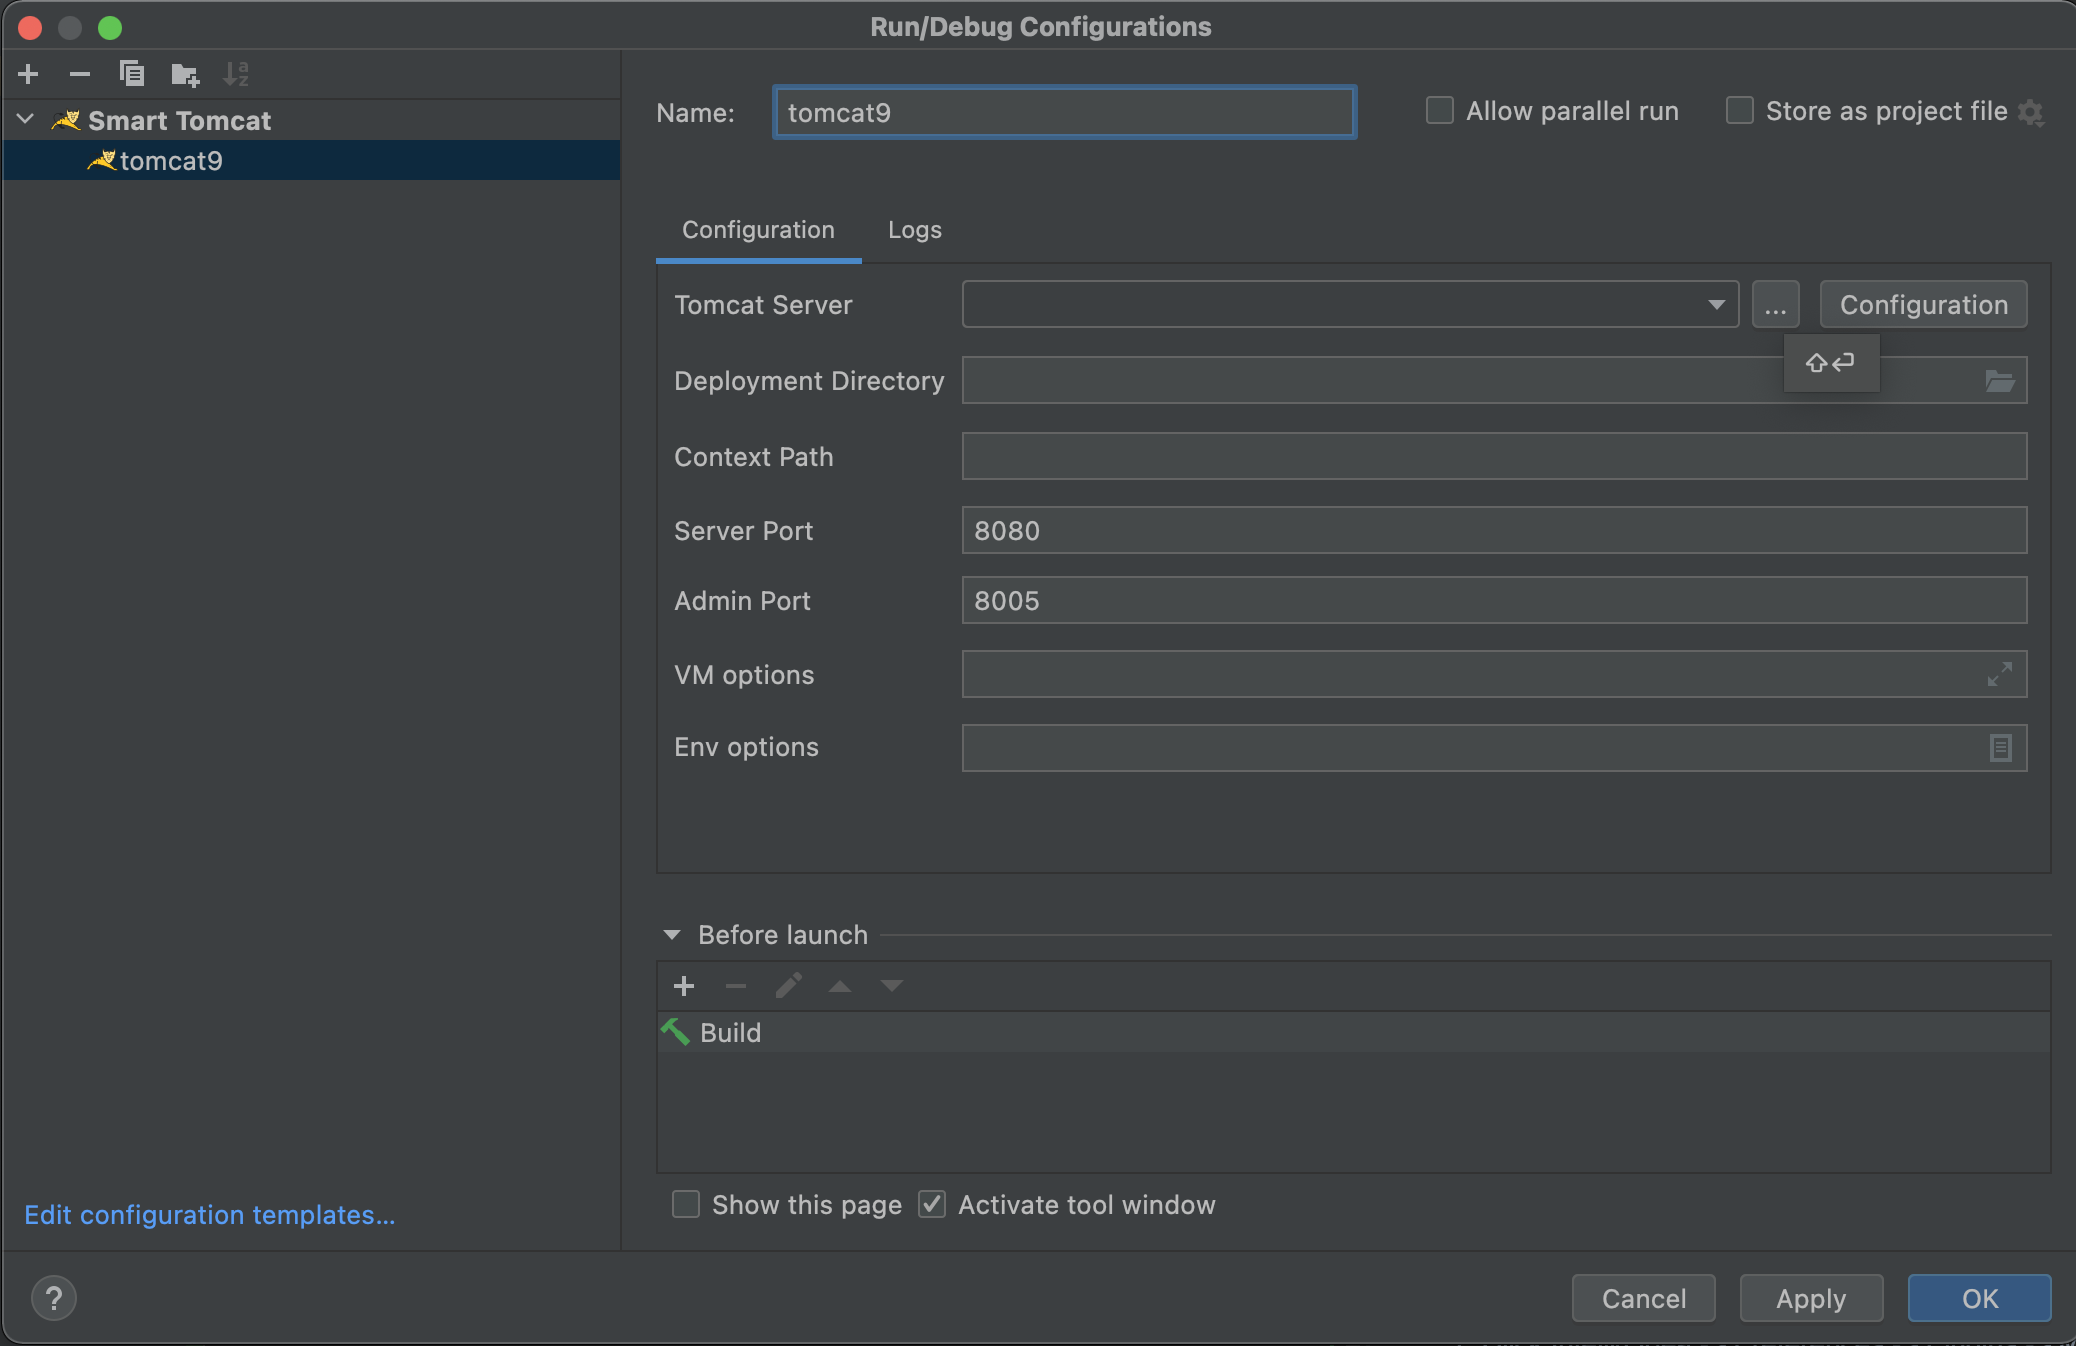 Run/Debug Configurations
Smart Tomcat
tomcat9
Name: tomcat9
Allow parallel run
Store as project file
Configuration
Logs
Tomcat Server
...
Configuration
Deployment Directory
Context Path
Server Port 8080
Admin Port 8005
VM options
Env options
Before launch
Build
Show this page
Activate tool window
Edit configuration templates...
?
Cancel
Apply
OK